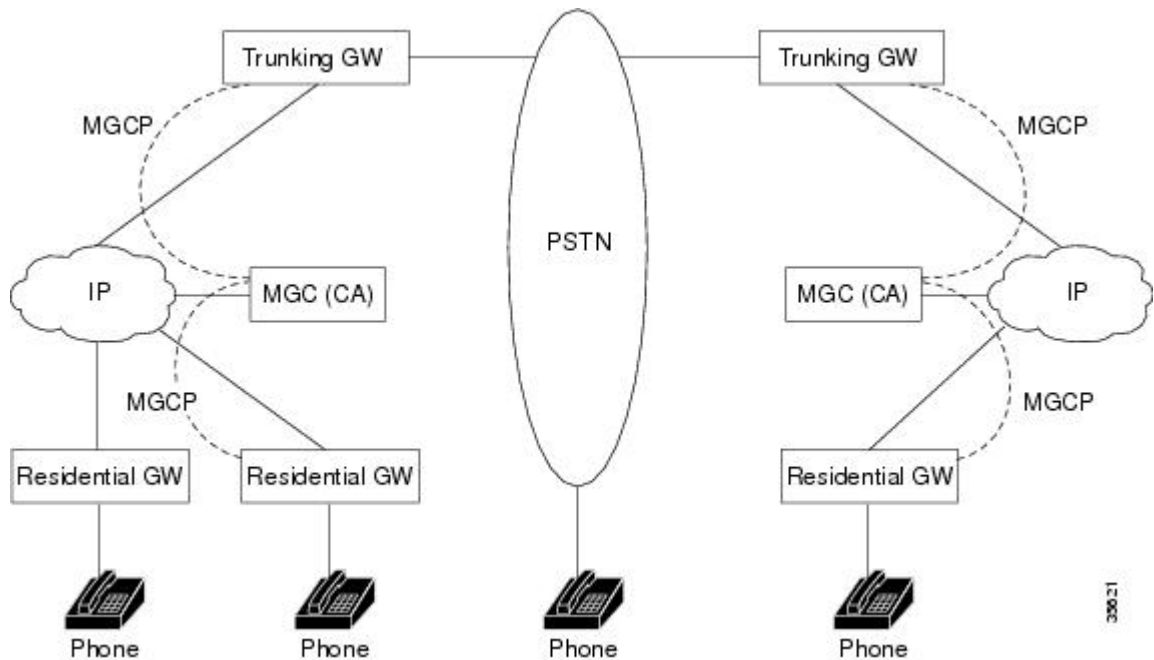 Trunking GW
Trunking GW
MGCP
MGCP
PSTN
IP
MGC (CA)
MGC (CA)
IP
MGCP
MGCP
Residential GW
Residential GW
Residential GW
Phone
Phone
Phone
Phone
35621